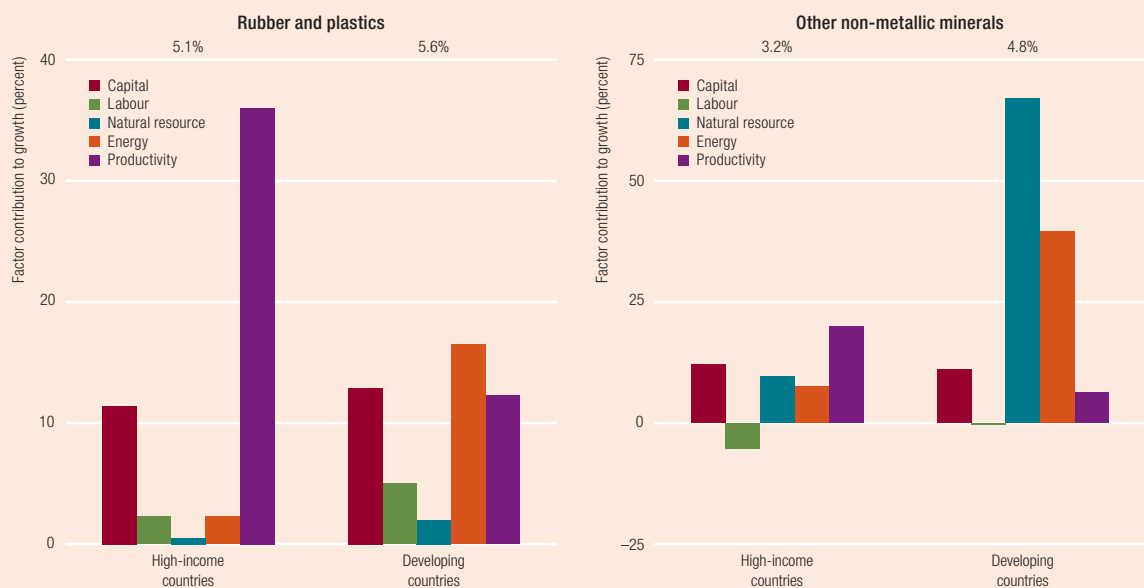 Rubber and plastics
5.1%
5.6%
Factor contribution to growth (percent)
40
30
20
10
0
Capital
Labour
Natural resource
Energy
Productivity
High-income
countries
Developing
countries
Other non-metallic minerals
3.2%
4.8%
Factor contribution to growth (percent)
75
50
25
0
–25
Capital
Labour
Natural resource
Energy
Productivity
High-income
countries
Developing
countries